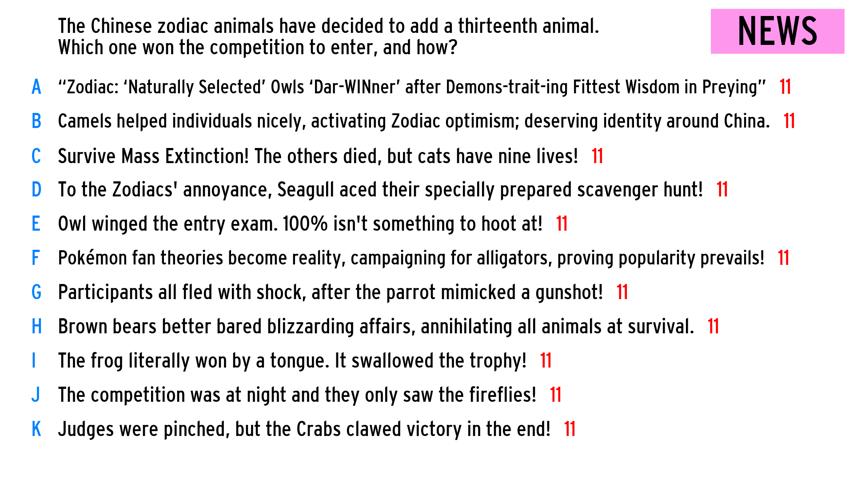 The Chinese zodiac animals have decided to add a thirteenth animal.
Which one won the competition to enter, and how?
NEWS
A "Zodiac: 'Naturally Selected' Owls 'Dar-WINner' after Demons-trait-ing Fittest Wisdom in Preying" 11
B Camels helped individuals nicely, activating Zodiac optimism; deserving identity around China. 11
C Survive Mass Extinction! The others died, but cats have nine lives! 11
D To the Zodiacs' annoyance, Seagull aced their specially prepared scavenger hunt! 11
E Owl winged the entry exam. 100% isn't something to hoot at! 11
F Pokémon fan theories become reality, campaigning for alligators, proving popularity prevails! 11
G Participants all fled with shock, after the parrot mimicked a gunshot! 11
H Brown bears better bared blizzarding affairs, annihilating all animals at survival. 11
I The frog literally won by a tongue. It swallowed the trophy! 11
J The competition was at night and they only saw the fireflies! 11
K Judges were pinched, but the Crabs clawed victory in the end! 11